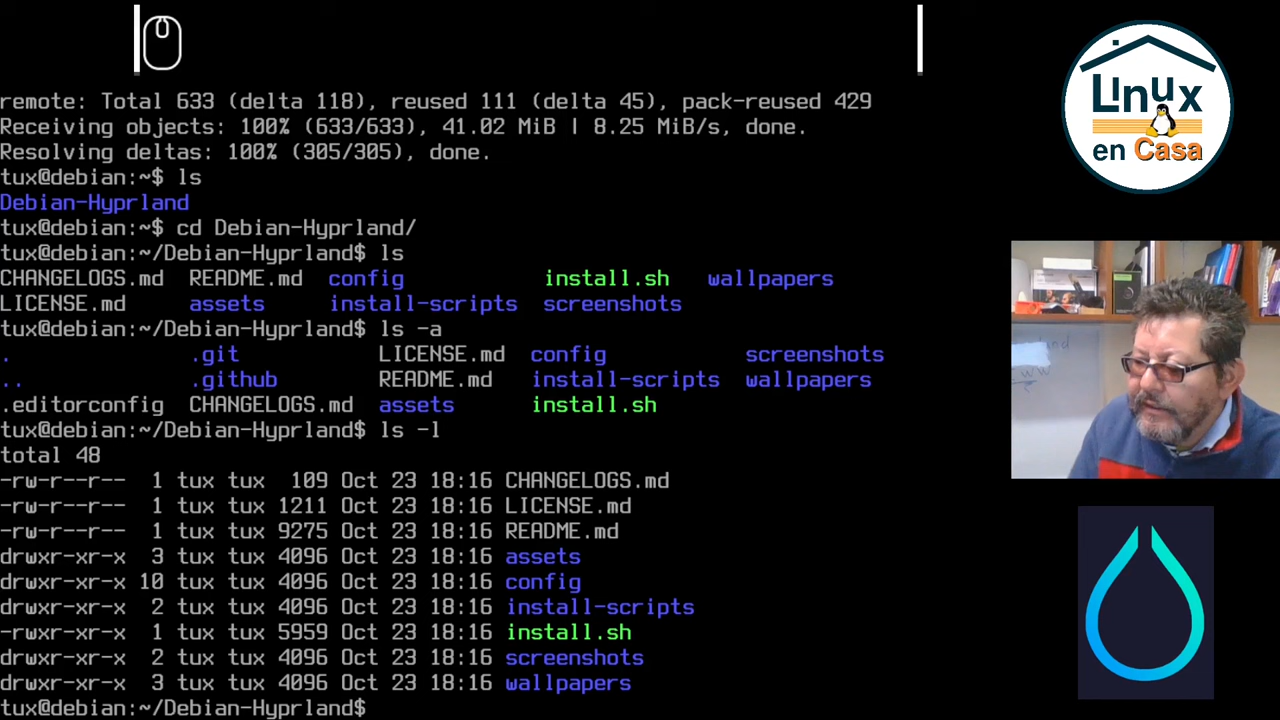 remote: Total 633 (delta 118), reused 111 (delta 45), pack-reused 429
Receiving objects: 100% (633/633), 41.02 MiB | 8.25 MiB/s, done.
Resolving deltas: 100% (305/305), done.
tux@debian:~$ ls
Debian-Hyprland
tux@debian:~$ cd Debian-Hyprland/
tux@debian:~/Debian-Hyprland$ ls
CHANGELOGS.md README.md config install.sh wallpapers
LICENSE.md assets install-scripts screenshots
tux@debian:~/Debian-Hyprland$ ls -a
. .git LICENSE.md config screenshots
.. .github README.md install-scripts wallpapers
.editorconfig CHANGELOGS.md assets install.sh
tux@debian:~/Debian-Hyprland$ ls -l
total 48
-rw-r--r-- 1 tux tux 109 Oct 23 18:16 CHANGELOGS.md
-rw-r--r-- 1 tux tux 1211 Oct 23 18:16 LICENSE.md
-rw-r--r-- 1 tux tux 9275 Oct 23 18:16 README.md
drwxr-xr-x 3 tux tux 4096 Oct 23 18:16 assets
drwxr-xr-x 10 tux tux 4096 Oct 23 18:16 config
drwxr-xr-x 2 tux tux 4096 Oct 23 18:16 install-scripts
-rwxr-xr-x 1 tux tux 5959 Oct 23 18:16 install.sh
drwxr-xr-x 2 tux tux 4096 Oct 23 18:16 screenshots
drwxr-xr-x 3 tux tux 4096 Oct 23 18:16 wallpapers
tux@debian:~/Debian-Hyprland$
Linux
en Casa